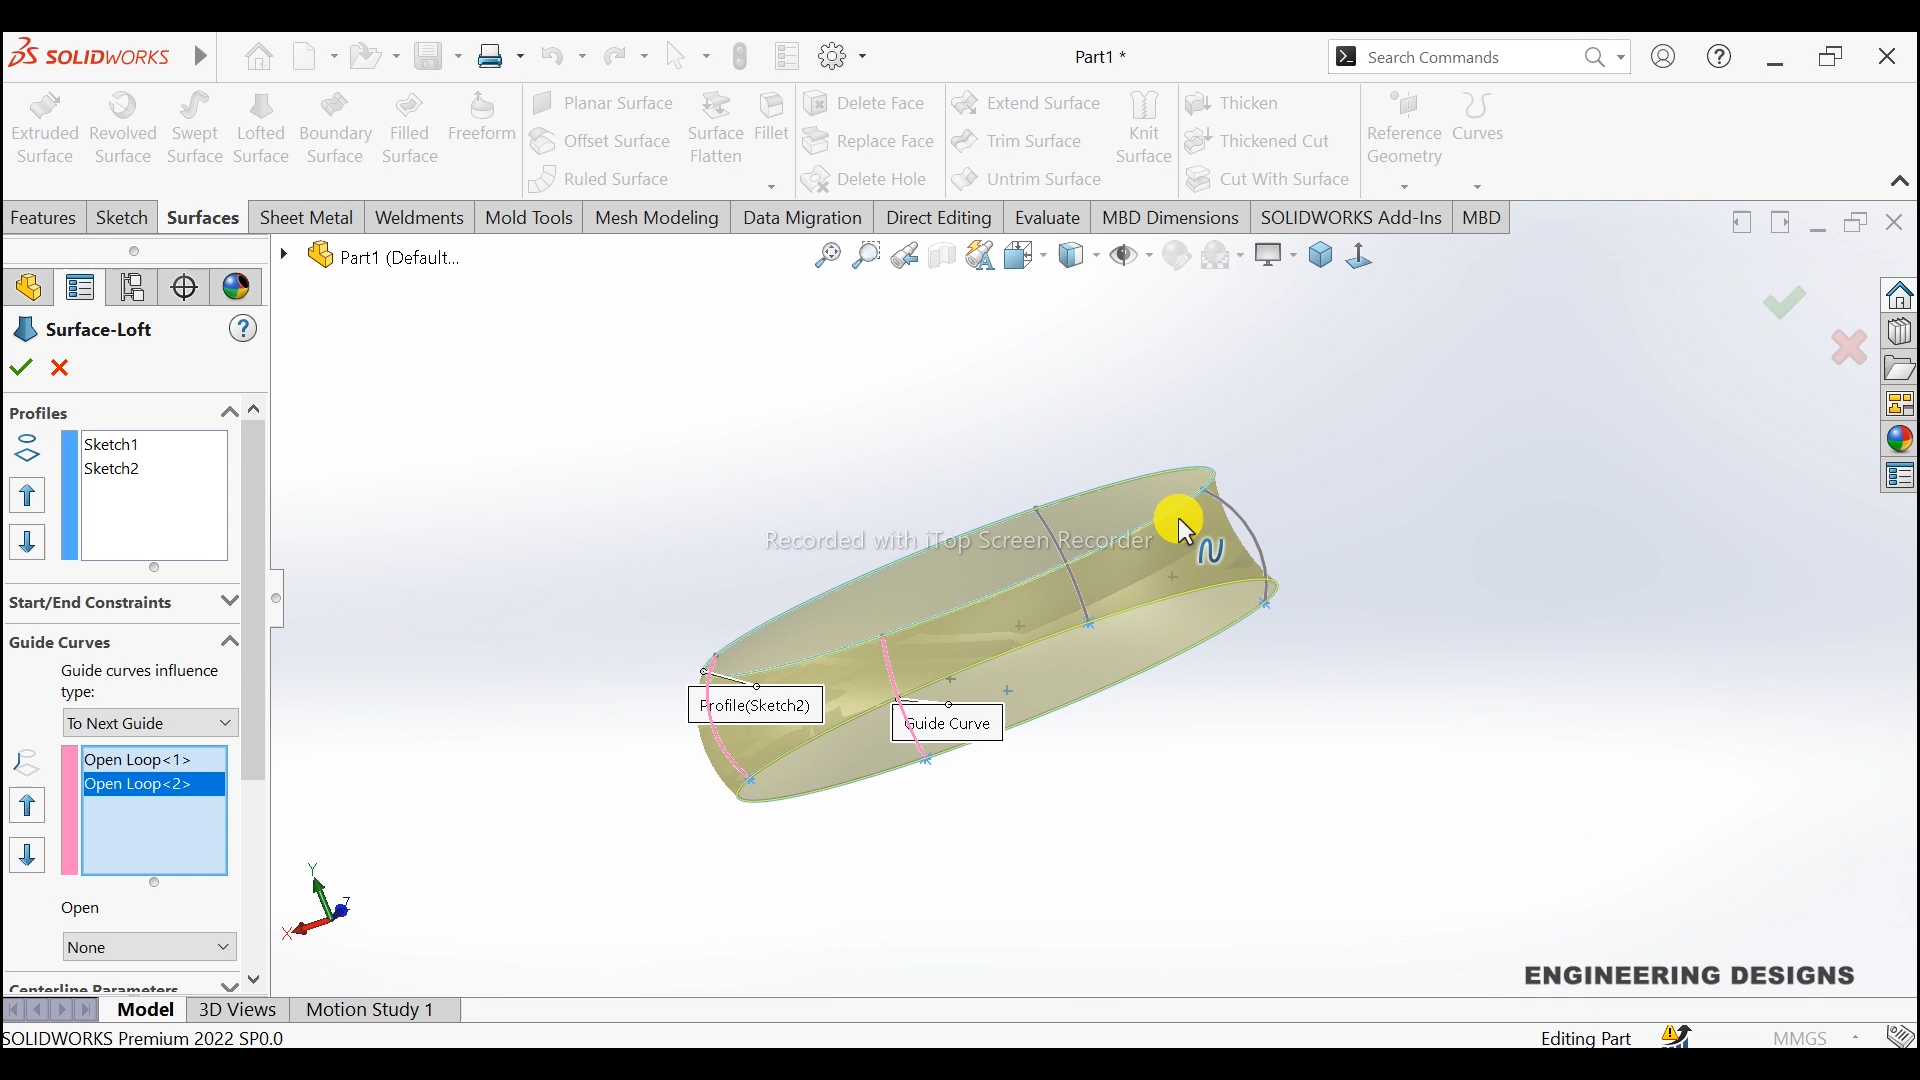 SOLIDWORKS
Part1 *
Search Commands
Extruded Surface
Revolved Surface
Swept Surface
Lofted Surface
Boundary Surface
Filled Surface
Freeform
Planar Surface
Offset Surface
Ruled Surface
Surface Flatten
Fillet
Delete Face
Replace Face
Delete Hole
Extend Surface
Trim Surface
Untrim Surface
Knit Surface
Thicken
Thickened Cut
Cut With Surface
Reference Geometry
Curves
Features
Sketch
Surfaces
Sheet Metal
Weldments
Mold Tools
Mesh Modeling
Data Migration
Direct Editing
Evaluate
MBD Dimensions
SOLIDWORKS Add-Ins
MBD
Part1 (Default...
Surface-Loft
Profiles
Sketch1
Sketch2
Start/End Constraints
Guide Curves
Guide curves influence
type:
To Next Guide
Open Loop<1>
Open Loop<2>
Open
None
Centerline Parameters
Recorded with iTop Screen Recorder
Profile(Sketch2)
Guide Curve
Y
Z
X
ENGINEERING DESIGNS
Model
3D Views
Motion Study 1
SOLIDWORKS Premium 2022 SP0.0
Editing Part
MMGS